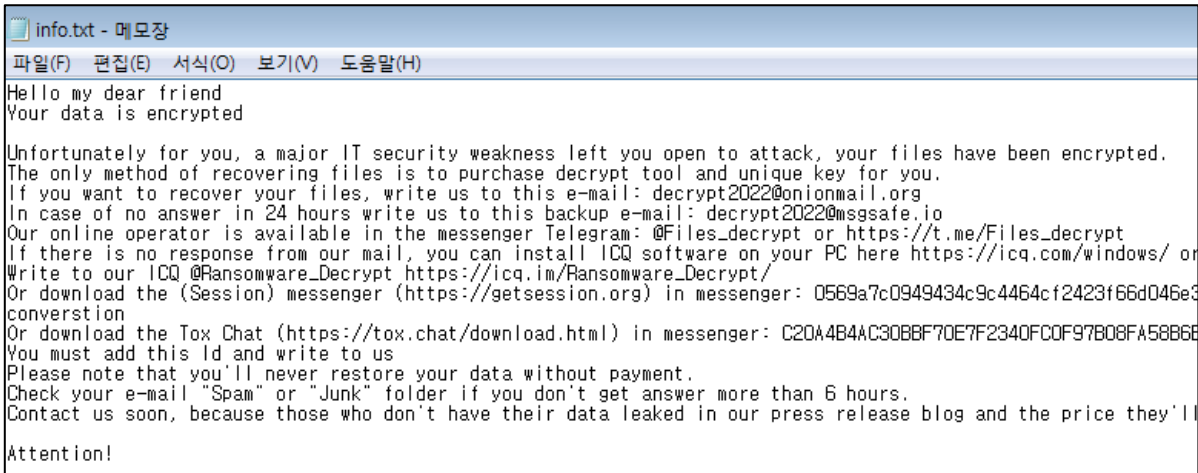 info.txt - 메모장
파일(F) 편집(E) 서식(O) 보기(V) 도움말(H)
Hello my dear friend
Your data is encrypted
Unfortunately for you, a major IT security weakness left you open to attack, your files have been encrypted.
The only method of recovering files is to purchase decrypt tool and unique key for you.
If you want to recover your files, write us to this e-mail: decrypt2022@onionmail.org
In case of no answer in 24 hours write us to this backup e-mail: decrypt2022@msgsafe.io
Our online operator is available in the messenger Telegram: @Files_decrypt or https://t.me/Files_decrypt
If there is no response from our mail, you can install ICQ software on your PC here https://icq.com/windows/ or
Write to our ICQ @Ransomware_Decrypt https://icq.im/Ransomware_Decrypt/
Or download the (Session) messenger (https://getsession.org) in messenger: 0569a7c0949434c9c4464cf2423f66d046e3
converstion
Or download the Tox Chat (https://tox.chat/download.html) in messenger: C20A4B4AC30BBF70E7F2340FC0F97B08FA58B6E
You must add this Id and write to us
Please note that you'll never restore your data without payment.
Check your e-mail "Spam" or "Junk" folder if you don't get answer more than 6 hours.
Contact us soon, because those who don't have their data leaked in our press release blog and the price they'll
Attention!